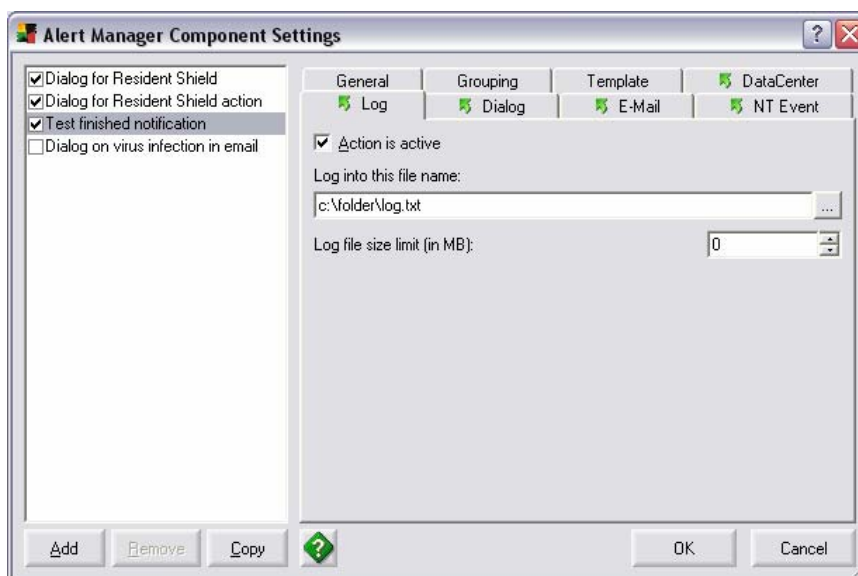 Alert Manager Component Settings
Dialog for Resident Shield
Dialog for Resident Shield action
Test finished notification
Dialog on virus infection in email
General
Grouping
Template
DataCenter
Log
Dialog
E-Mail
NT Event
Action is active
Log into this file name:
c:\folder\log.txt
...
Log file size limit (in MB):
0
Add
Remove
Copy
OK
Cancel